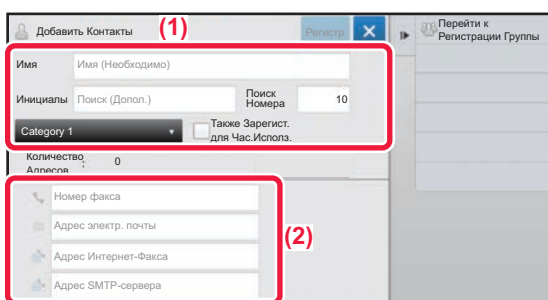 Добавить Контакты (1) Регистр Перейти к
Регистрации Группы
Имя Имя (Необходимо)
Инициалы Поиск (Допол.) Поиск
Номера 10
Category 1 Также Зарегист.
для Час.Исполз.
Количество
Адресов : 0
Номер факса
Адрес электр. почты
(2)
Адрес Интернет-Факса
Адрес SMTP-сервера